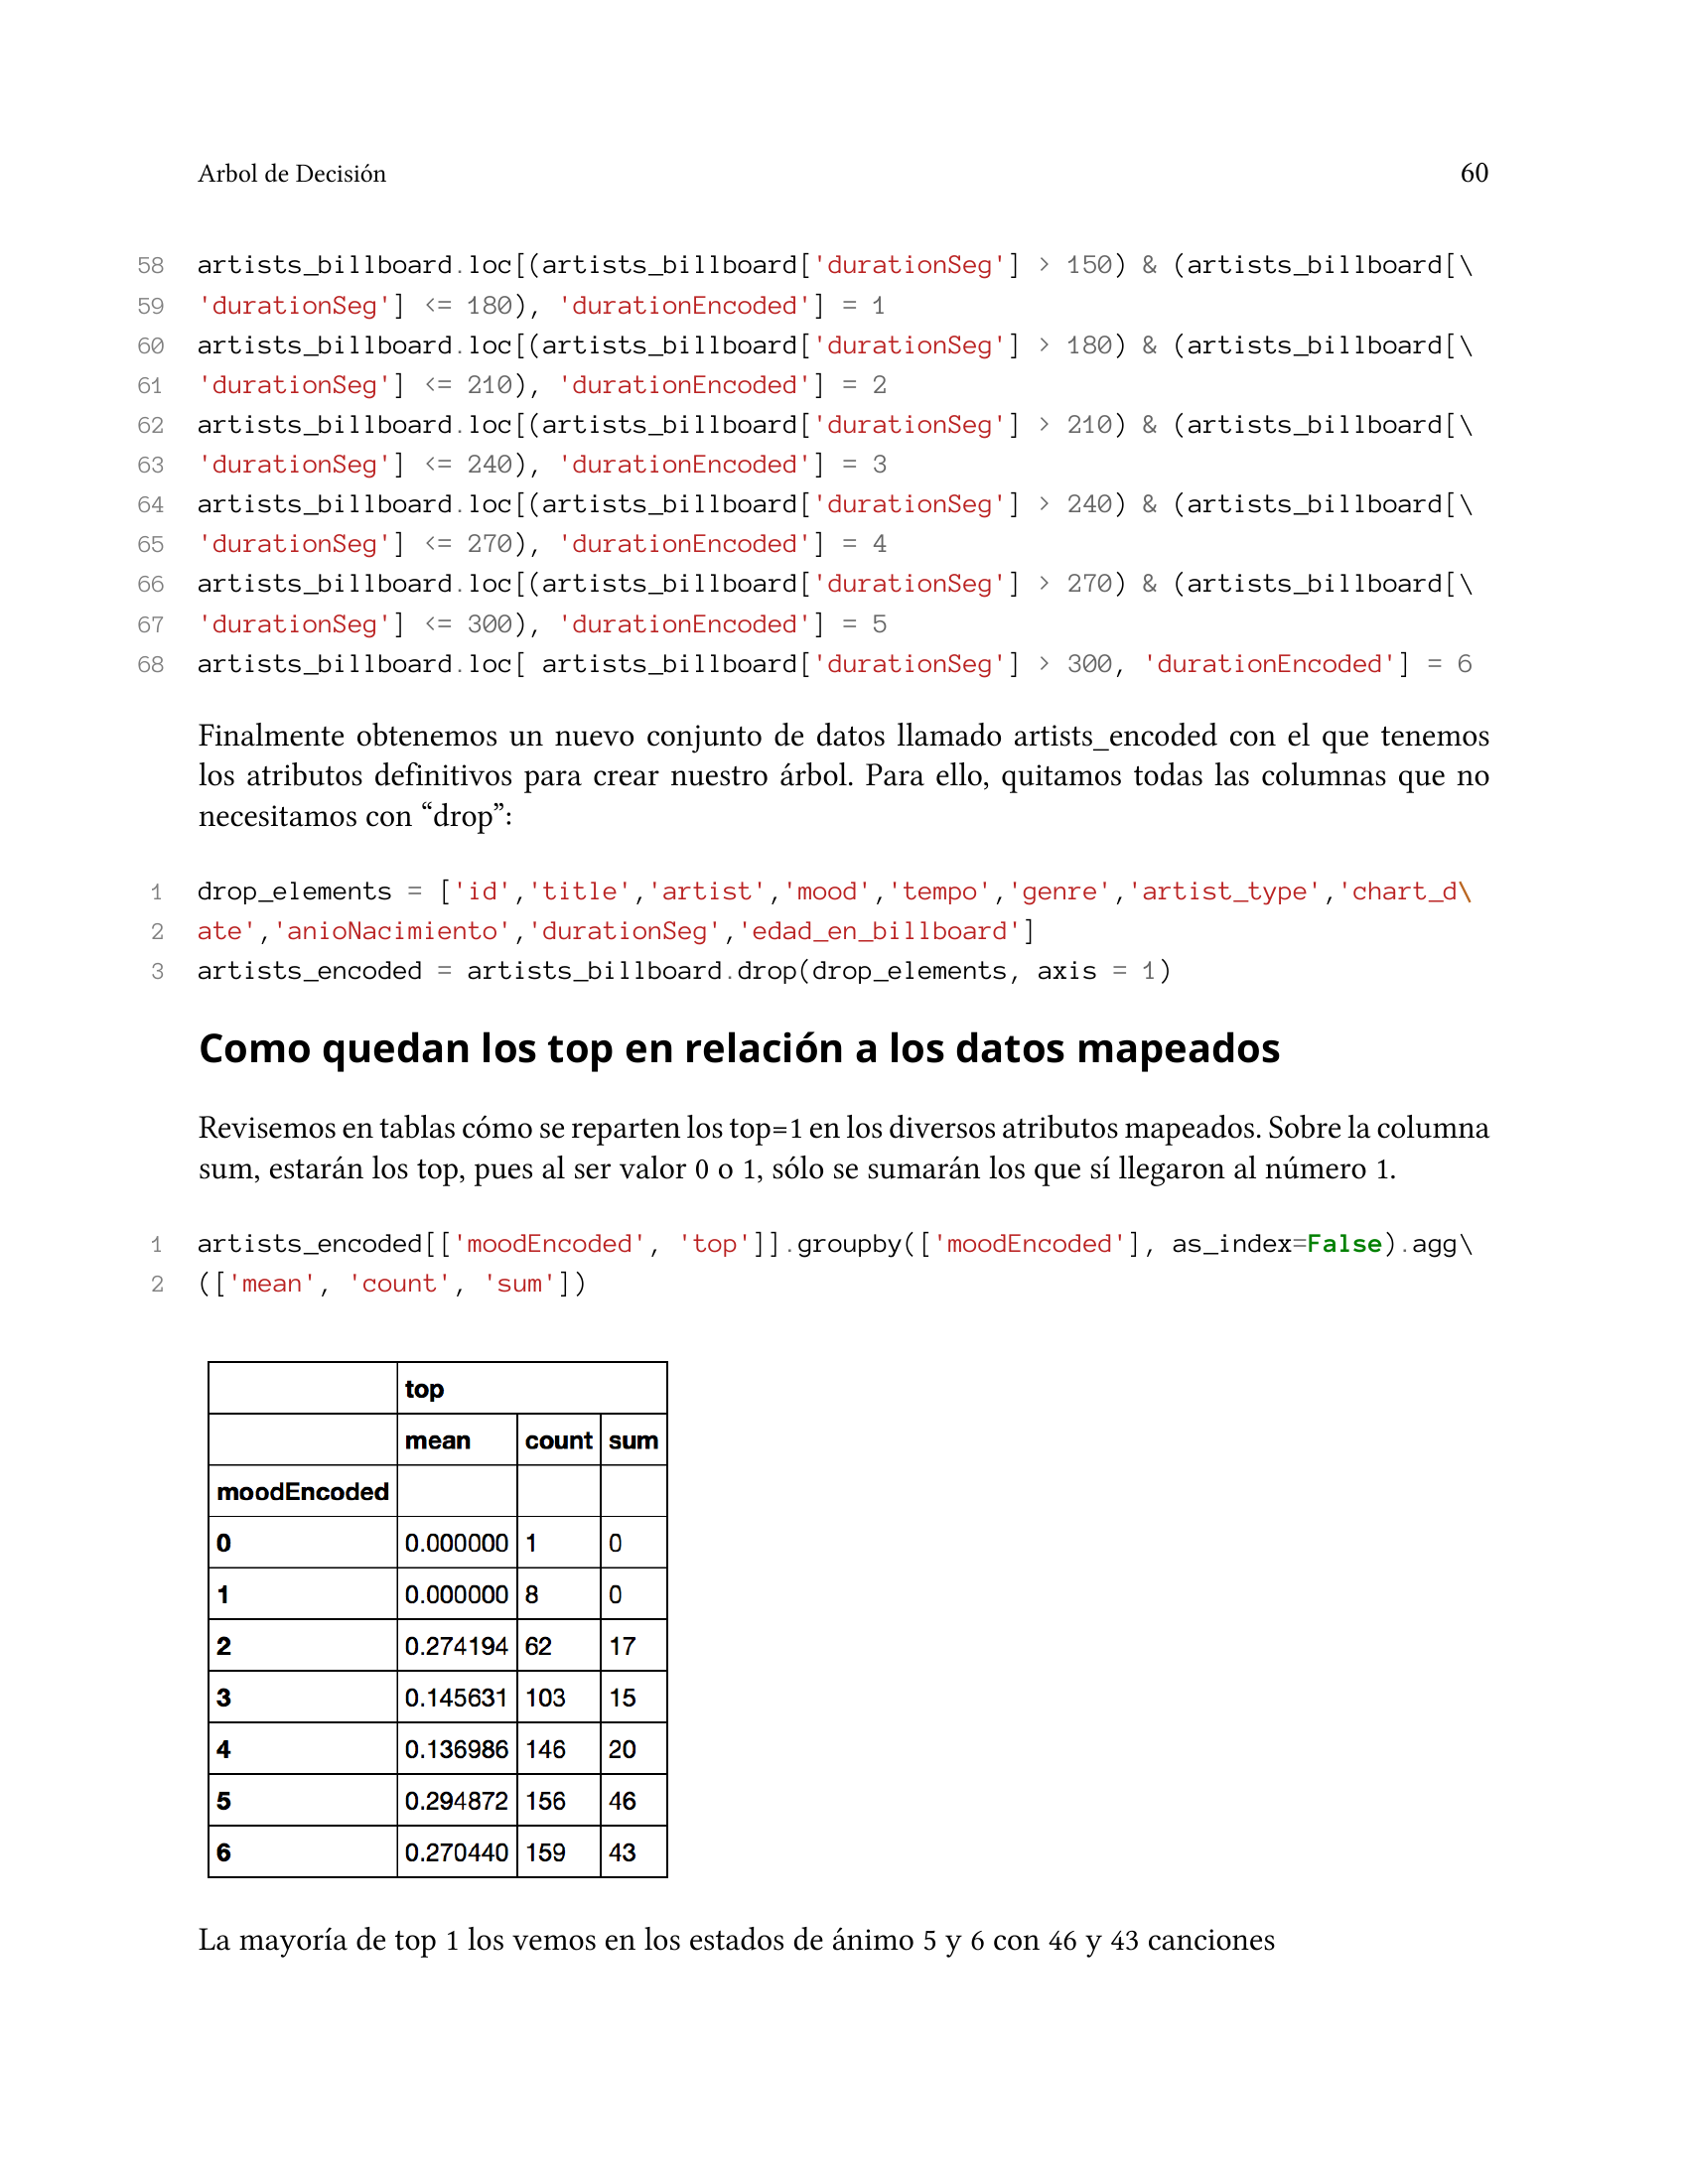 Arbol de Decisión 60
58 artists_billboard.loc[(artists_billboard['durationSeg'] > 150) & (artists_billboard[\
59 'durationSeg'] <= 180), 'durationEncoded'] = 1
60 artists_billboard.loc[(artists_billboard['durationSeg'] > 180) & (artists_billboard[\
61 'durationSeg'] <= 210), 'durationEncoded'] = 2
62 artists_billboard.loc[(artists_billboard['durationSeg'] > 210) & (artists_billboard[\
63 'durationSeg'] <= 240), 'durationEncoded'] = 3
64 artists_billboard.loc[(artists_billboard['durationSeg'] > 240) & (artists_billboard[\
65 'durationSeg'] <= 270), 'durationEncoded'] = 4
66 artists_billboard.loc[(artists_billboard['durationSeg'] > 270) & (artists_billboard[\
67 'durationSeg'] <= 300), 'durationEncoded'] = 5
68 artists_billboard.loc[ artists_billboard['durationSeg'] > 300, 'durationEncoded'] = 6
Finalmente obtenemos un nuevo conjunto de datos llamado artists_encoded con el que tenemos
los atributos definitivos para crear nuestro árbol. Para ello, quitamos todas las columnas que no
necesitamos con “drop”:
1 drop_elements = ['id','title','artist','mood','tempo','genre','artist_type','chart_d\
2 ate','anioNacimiento','durationSeg','edad_en_billboard']
3 artists_encoded = artists_billboard.drop(drop_elements, axis = 1)
Como quedan los top en relación a los datos mapeados
Revisemos en tablas cómo se reparten los top=1 en los diversos atributos mapeados. Sobre la columna
sum, estarán los top, pues al ser valor 0 o 1, sólo se sumarán los que sí llegaron al número 1.
1 artists_encoded[['moodEncoded', 'top']].groupby(['moodEncoded'], as_index=False).agg\
2 (['mean', 'count', 'sum'])
top
mean count sum
moodEncoded
0 0.000000 1 0
1 0.000000 8 0
2 0.274194 62 17
3 0.145631 103 15
4 0.136986 146 20
5 0.294872 156 46
6 0.270440 159 43
La mayoría de top 1 los vemos en los estados de ánimo 5 y 6 con 46 y 43 canciones